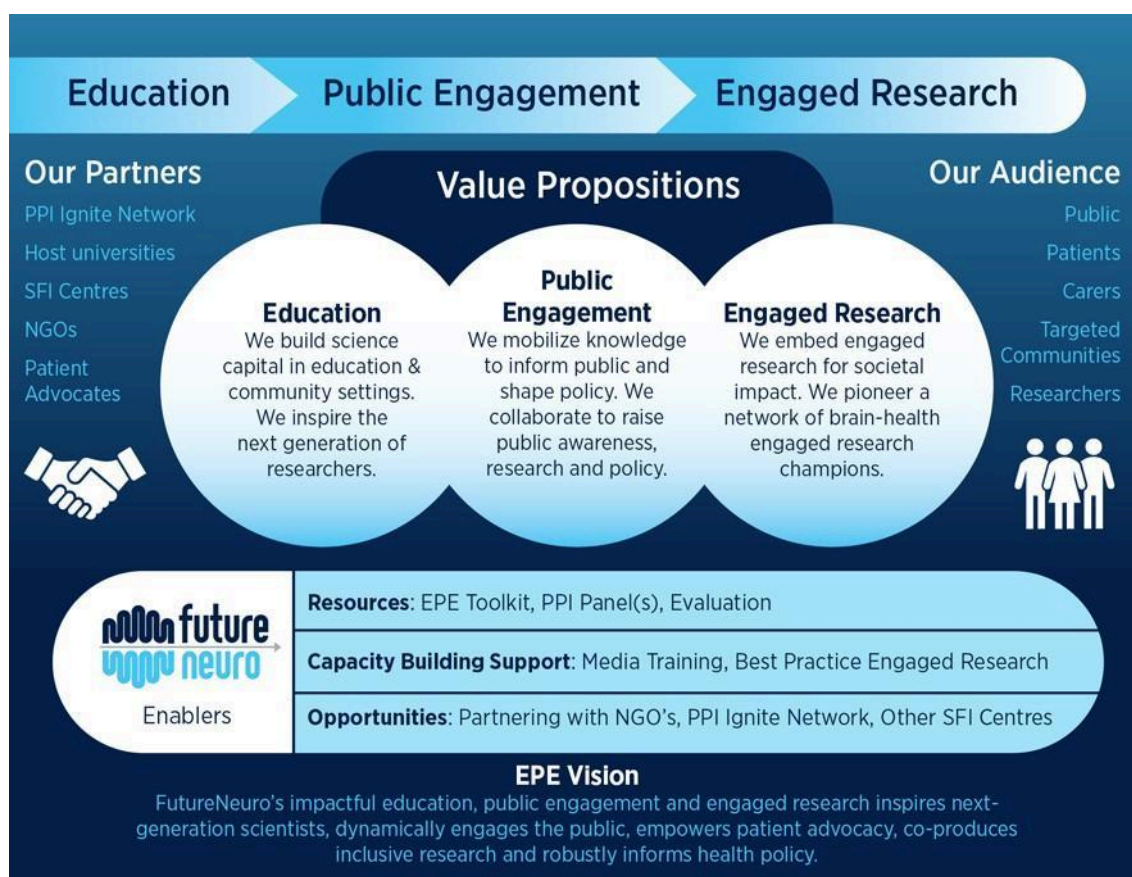 Education
Public Engagement
Engaged Research
Our Partners
PPI Ignite Network
Host universities
SFI Centres
NGOs
Patient
Advocates
Value Propositions
Education
We build science
capital in education &
community settings.
We inspire the
next generation of
researchers.
Public
Engagement
We mobilize knowledge
to inform public and
shape policy. We
collaborate to raise
public awareness,
research and policy.
Engaged Research
We embed engaged
research for societal
impact. We pioneer a
network of brain-health
engaged research
champions.
Our Audience
Public
Patients
Carers
Targeted
Communities
Researchers
future
neuro
Enablers
Resources: EPE Toolkit, PPI Panel(s), Evaluation
Capacity Building Support: Media Training, Best Practice Engaged Research
Opportunities: Partnering with NGO's, PPI Ignite Network, Other SFI Centres
EPE Vision
FutureNeuro's impactful education, public engagement and engaged research inspires next-
generation scientists, dynamically engages the public, empowers patient advocacy, co-produces
inclusive research and robustly informs health policy.